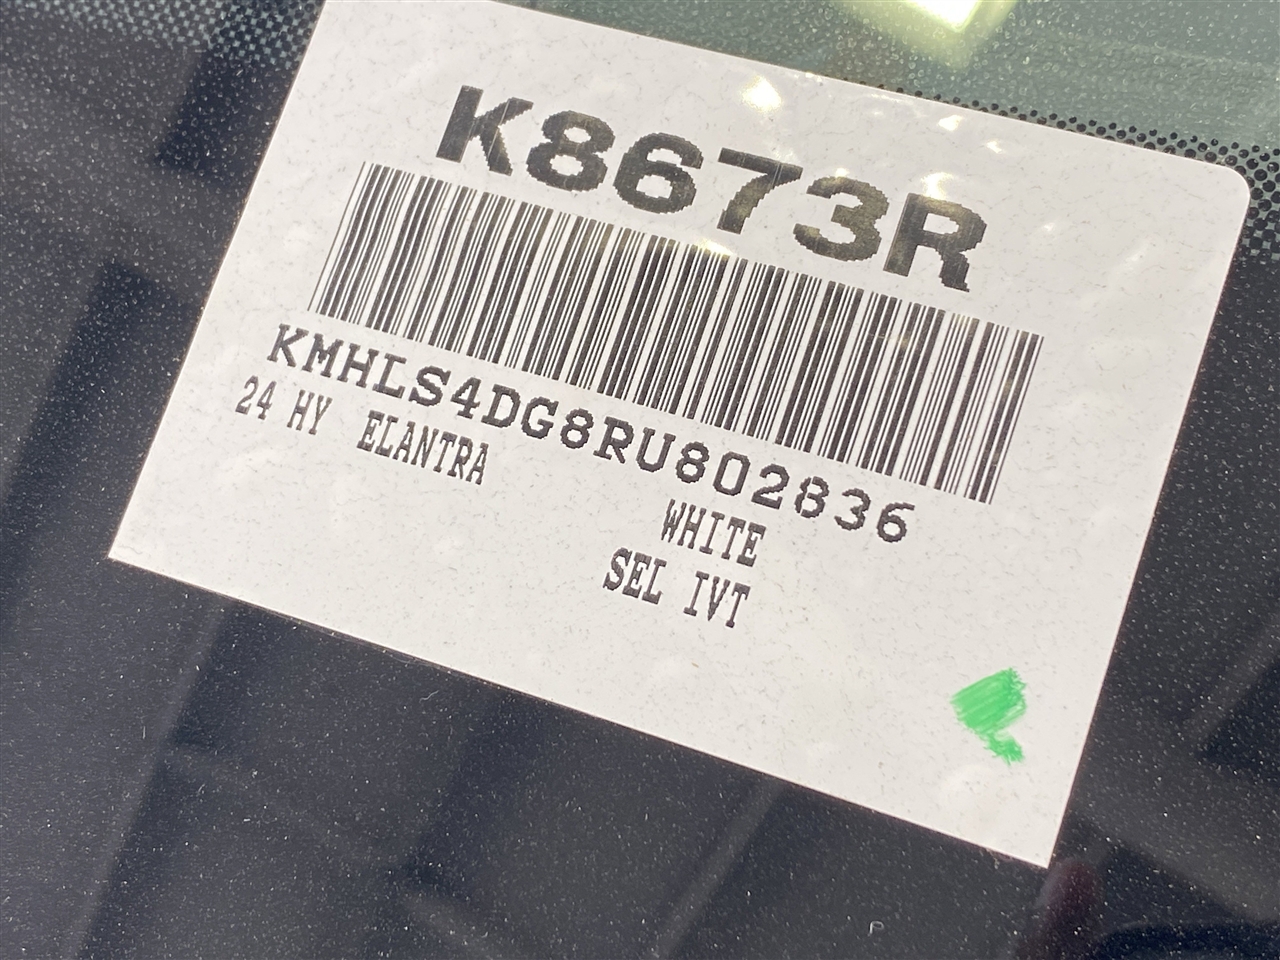 K8673R
KMHLS4DG8RU802836
24 HY ELANTRA
WHITE
SEL IVT